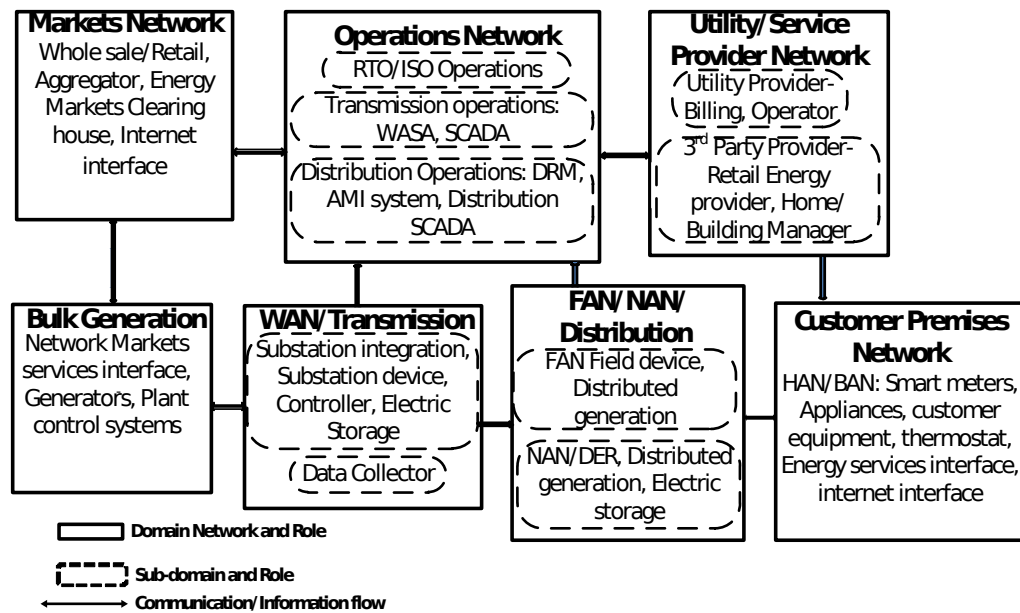 Markets Network
Whole sale/Retail,
Aggregator, Energy
Markets Clearing
house, Internet
interface
Operations Network
RTO/ISO Operations
Transmission operations:
WASA, SCADA
Distribution Operations: DRM,
AMI system, Distribution
SCADA
Utility/Service
Provider Network
Utility Provider-
Billing, Operator
3rd Party Provider-
Retail Energy
provider, Home/
Building Manager
Bulk Generation
Network Markets
services interface,
Generators, Plant
control systems
WAN/Transmission
Substation integration,
Substation device,
Controller, Electric
Storage
Data Collector
FAN/NAN/
Distribution
FAN Field device,
Distributed
generation
NAN/DER, Distributed
generation, Electric
storage
Customer Premises
Network
HAN/BAN: Smart meters,
Appliances, customer
equipment, thermostat,
Energy services interface,
internet interface
Domain Network and Role
Sub-domain and Role
Communication/Information flow